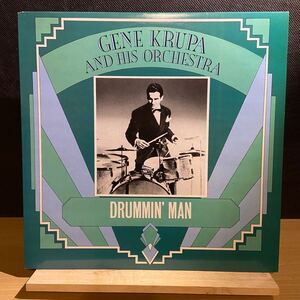 GENE KRUPA
AND HIS ORCHESTRA
DRUMMIN' MAN